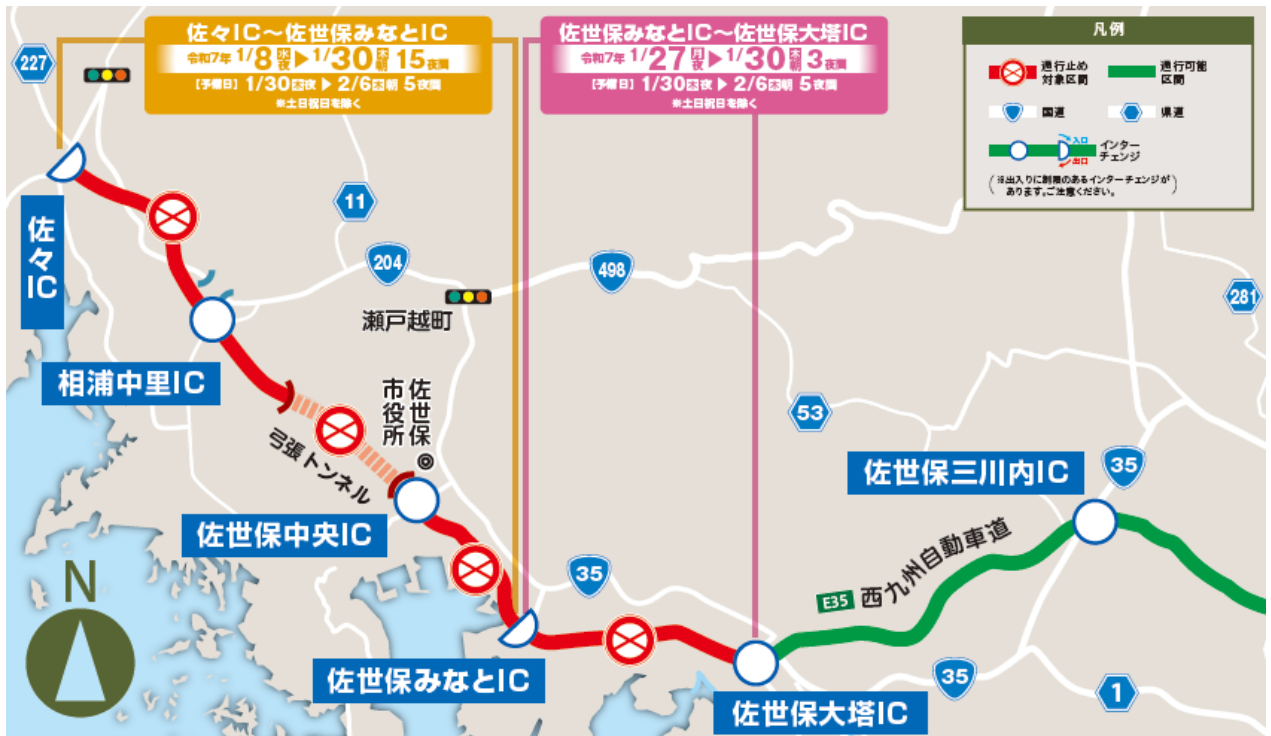 佐々IC～佐世保みなとIC
令和7年 1/8水夜▶1/30木朝 15夜間
【予備日】1/30木夜 ▶ 2/6木朝 5夜間
※土日祝日を除く
佐世保みなとIC～佐世保大塔IC
令和7年 1/27月夜▶1/30木朝 3夜間
【予備日】1/30木夜 ▶ 2/6木朝 5夜間
※土日祝日を除く
凡例
通行止め
対象区間
通行可能
区間
国道
県道
入口
出口
インター
チェンジ
(※出入りに制限のあるインターチェンジが
あります。ご注意ください。)
227
佐々IC
11
204
498
瀬戸越町
281
相浦中里IC
佐世保
市役所
53
弓張トンネル
佐世保三川内IC
35
佐世保中央IC
35
E35 西九州自動車道
N
佐世保みなとIC
佐世保大塔IC
35
1